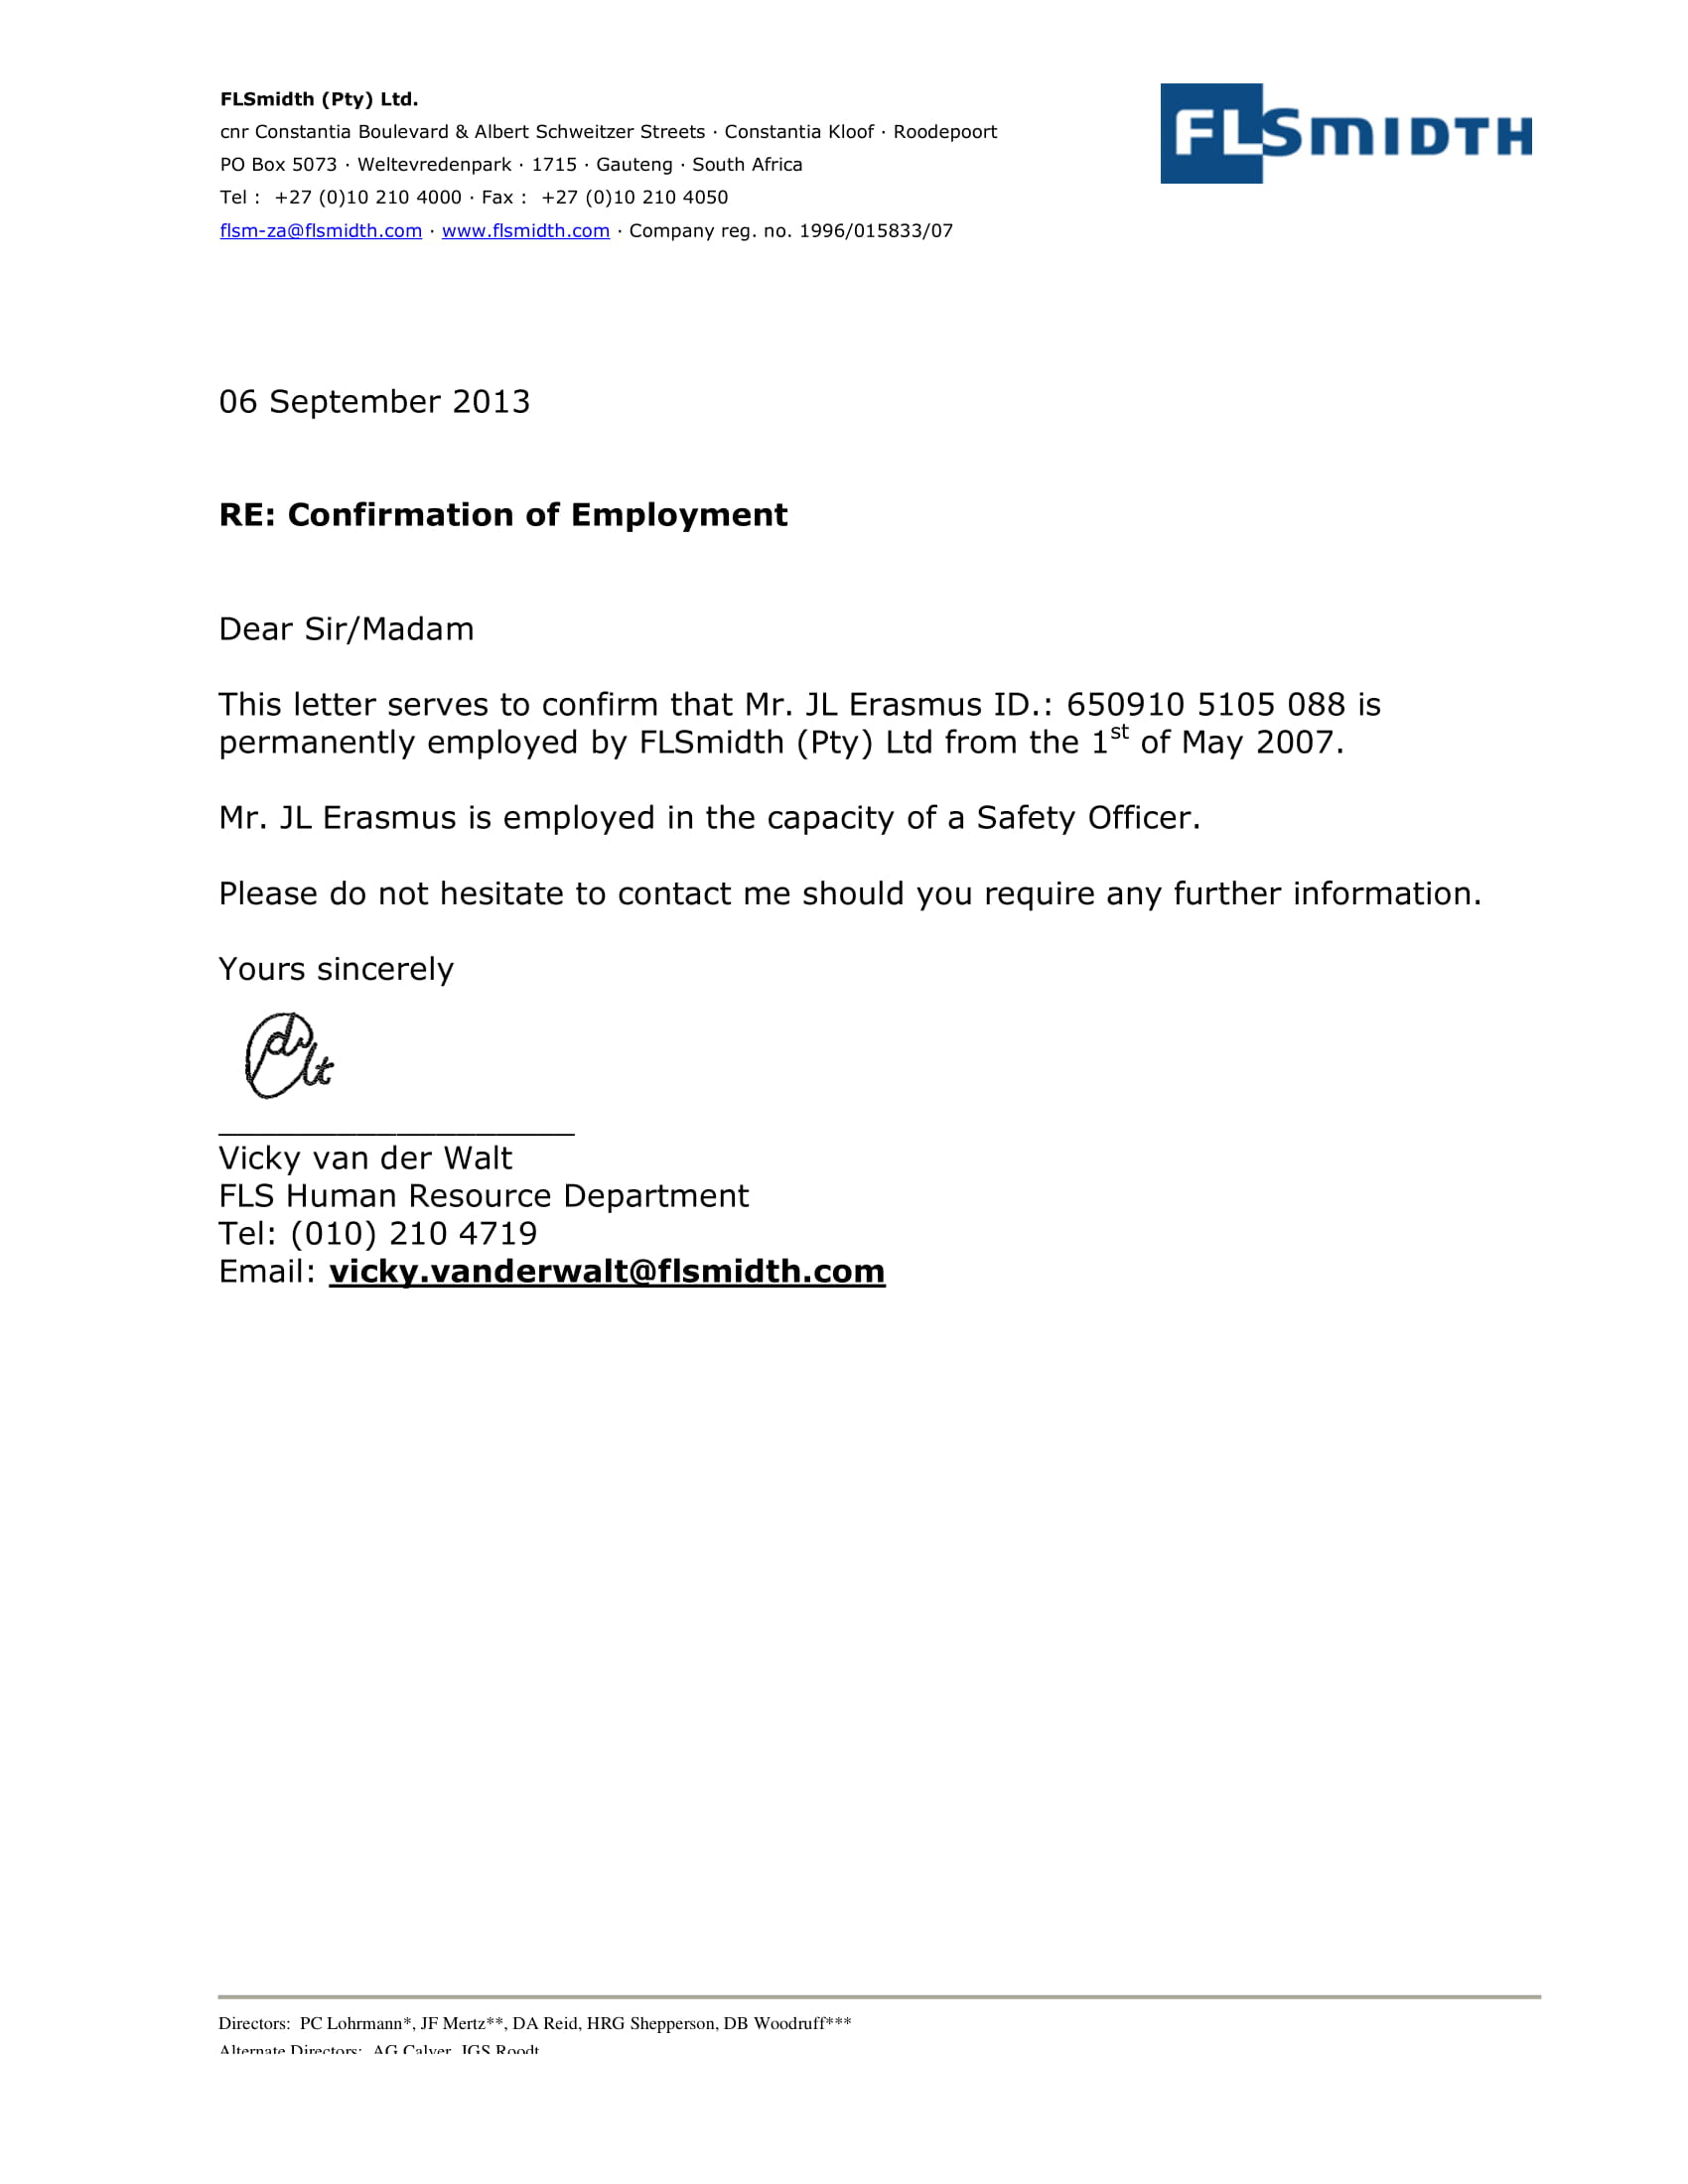 FLSmidth (Pty) Ltd.
cnr Constantia Boulevard & Albert Schweitzer Streets · Constantia Kloof · Roodepoort
PO Box 5073 · Weltevredenpark · 1715 · Gauteng · South Africa
Tel :  +27 (0)10 210 4000 · Fax :  +27 (0)10 210 4050
flsm-za@flsmidth.com · www.flsmidth.com · Company reg. no. 1996/015833/07
FLSMIDTH
06 September 2013
RE: Confirmation of Employment
Dear Sir/Madam
This letter serves to confirm that Mr. JL Erasmus ID.: 650910 5105 088 is
permanently employed by FLSmidth (Pty) Ltd from the 1st of May 2007.
Mr. JL Erasmus is employed in the capacity of a Safety Officer.
Please do not hesitate to contact me should you require any further information.
Yours sincerely
Vicky van der Walt
FLS Human Resource Department
Tel: (010) 210 4719
Email: vicky.vanderwalt@flsmidth.com
Directors:  PC Lohrmann*, JF Mertz**, DA Reid, HRG Shepperson, DB Woodruff***
Alternate Directors:  AG Calver, JGS Roodt